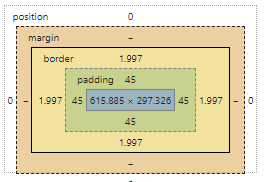 position 0
margin –
border 1.997
padding 45
0 – 1.997 45 615.885 × 297.326 45 1.997 – 0
45
1.997
–
-